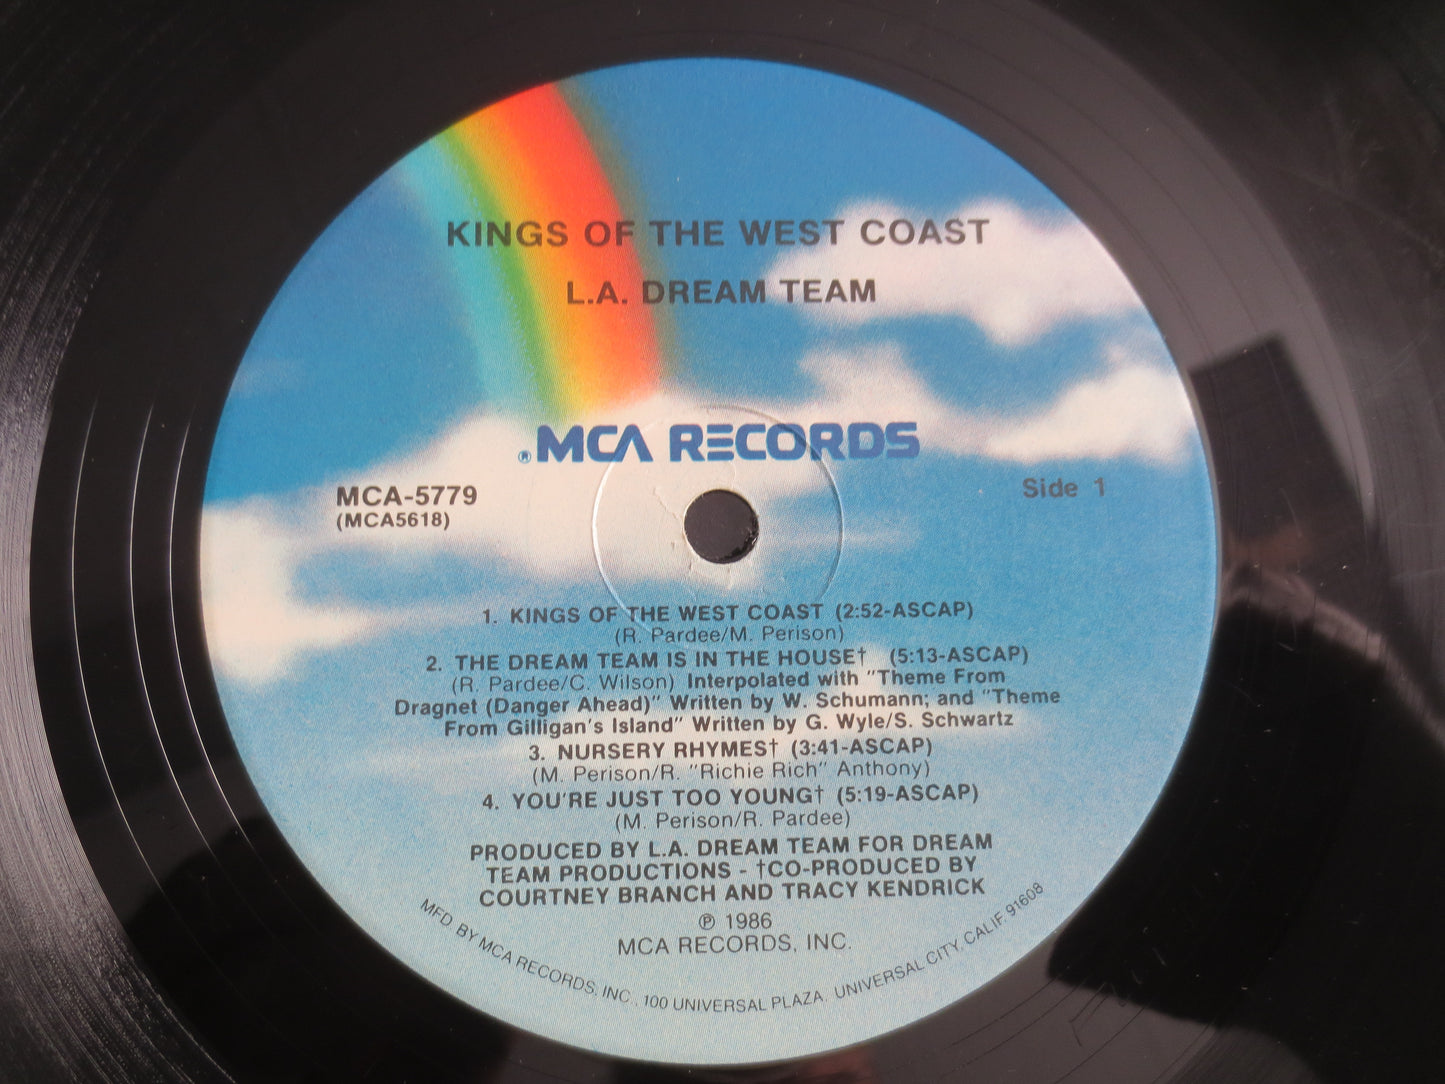 KINGS OF THE WEST COAST
L.A. DREAM TEAM
®MCA RECORDS
MCA-5779
(MCA5618)
Side 1
1. KINGS OF THE WEST COAST (2:52-ASCAP)
(R. Pardee/M. Perison)
2. THE DREAM TEAM IS IN THE HOUSE† (5:13-ASCAP)
(R. Pardee/C. Wilson) Interpolated with "Theme From
Dragnet (Danger Ahead)" Written by W. Schumann; and "Theme
From Gilligan's Island" Written by G. Wyle/S. Schwartz
3. NURSERY RHYMES† (3:41-ASCAP)
(M. Perison/R. "Richie Rich" Anthony)
4. YOU'RE JUST TOO YOUNG† (5:19-ASCAP)
(M. Perison/R. Pardee)
PRODUCED BY L.A. DREAM TEAM FOR DREAM
TEAM PRODUCTIONS - †CO-PRODUCED BY
COURTNEY BRANCH AND TRACY KENDRICK
℗ 1986
MCA RECORDS, INC.
MFD BY MCA RECORDS, INC., 100 UNIVERSAL PLAZA, UNIVERSAL CITY, CALIF. 91608